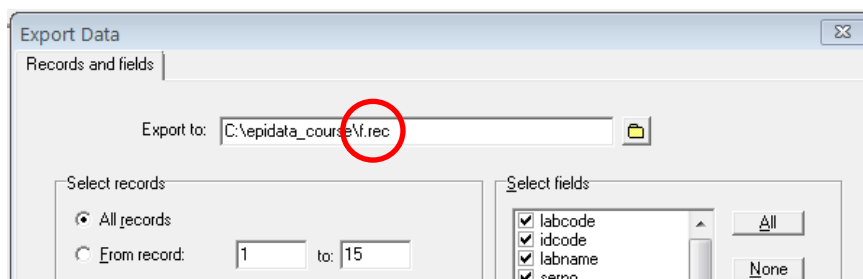 Export Data
Records and fields
Export to: C:\epidata_course\f.rec
Select records
All records
From record: 1 to: 15
Select fields
labcode
idcode
labname
serno
All
None